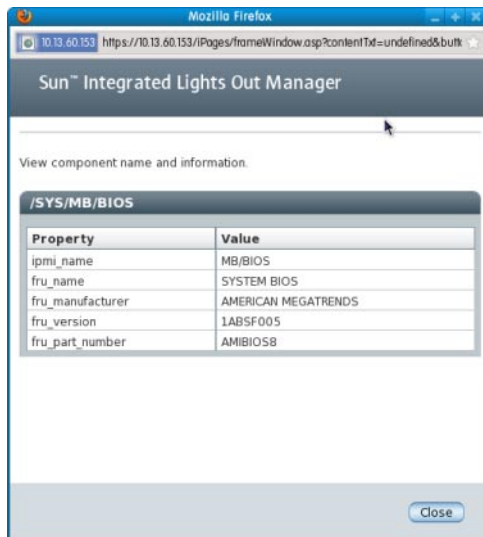 Mozilla Firefox
10.13.60.153 https://10.13.60.153/iPages/frameWindow.asp?contentTxt=undefined&butt
Sun™ Integrated Lights Out Manager
View component name and information.
/SYS/MB/BIOS
Property Value
ipmi_name MB/BIOS
fru_name SYSTEM BIOS
fru_manufacturer AMERICAN MEGATRENDS
fru_version 1ABSF005
fru_part_number AMIBIOS8
Close